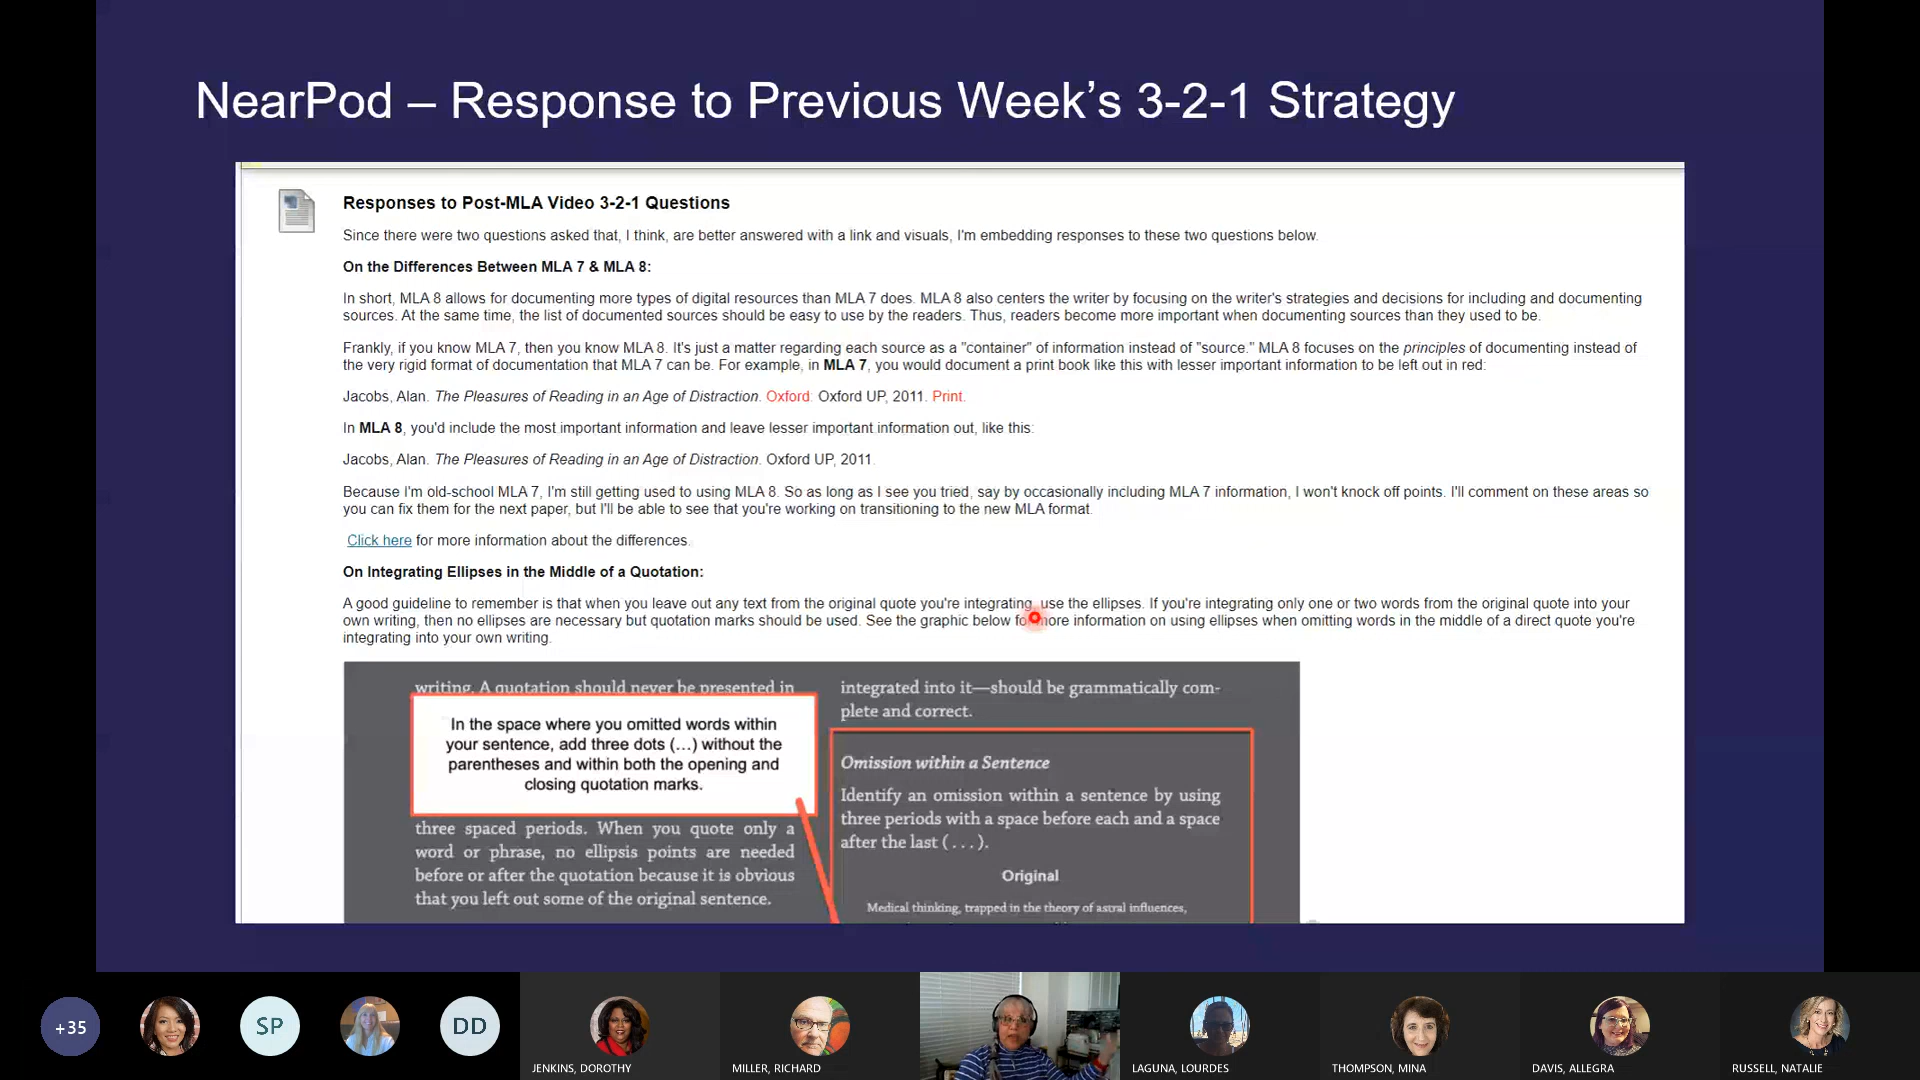 NearPod – Response to Previous Week's 3-2-1 Strategy
Responses to Post-MLA Video 3-2-1 Questions
Since there were two questions asked that, I think, are better answered with a link and visuals, I'm embedding responses to these two questions below.
On the Differences Between MLA 7 & MLA 8:
In short, MLA 8 allows for documenting more types of digital resources than MLA 7 does. MLA 8 also centers the writer by focusing on the writer's strategies and decisions for including and documenting
sources. At the same time, the list of documented sources should be easy to use by the readers. Thus, readers become more important when documenting sources than they used to be.
Frankly, if you know MLA 7, then you know MLA 8. It's just a matter regarding each source as a "container" of information instead of "source." MLA 8 focuses on the principles of documenting instead of
the very rigid format of documentation that MLA 7 can be. For example, in MLA 7, you would document a print book like this with lesser important information to be left out in red:
Jacobs, Alan. The Pleasures of Reading in an Age of Distraction. Oxford: Oxford UP, 2011. Print.
In MLA 8, you'd include the most important information and leave lesser important information out, like this:
Jacobs, Alan. The Pleasures of Reading in an Age of Distraction. Oxford UP, 2011.
Because I'm old-school MLA 7, I'm still getting used to using MLA 8. So as long as I see you tried, say by occasionally including MLA 7 information, I won't knock off points. I'll comment on these areas so
you can fix them for the next paper, but I'll be able to see that you're working on transitioning to the new MLA format.
Click here for more information about the differences.
On Integrating Ellipses in the Middle of a Quotation:
A good guideline to remember is that when you leave out any text from the original quote you're integrating, use the ellipses. If you're integrating only one or two words from the original quote into your
own writing, then no ellipses are necessary but quotation marks should be used. See the graphic below for more information on using ellipses when omitting words in the middle of a direct quote you're
integrating into your own writing.
writing. A quotation should never be presented in
In the space where you omitted words within
your sentence, add three dots (...) without the
parentheses and within both the opening and
closing quotation marks.
three spaced periods. When you quote only a
word or phrase, no ellipsis points are needed
before or after the quotation because it is obvious
that you left out some of the original sentence.
integrated into it—should be grammatically com-
plete and correct.
Omission within a Sentence
Identify an omission within a sentence by using
three periods with a space before each and a space
after the last ( . . . ).
Original
Medical thinking, trapped in the theory of astral influences,
+35
SP
DD
JENKINS, DOROTHY
MILLER, RICHARD
LAGUNA, LOURDES
THOMPSON, MINA
DAVIS, ALLEGRA
RUSSELL, NATALIE